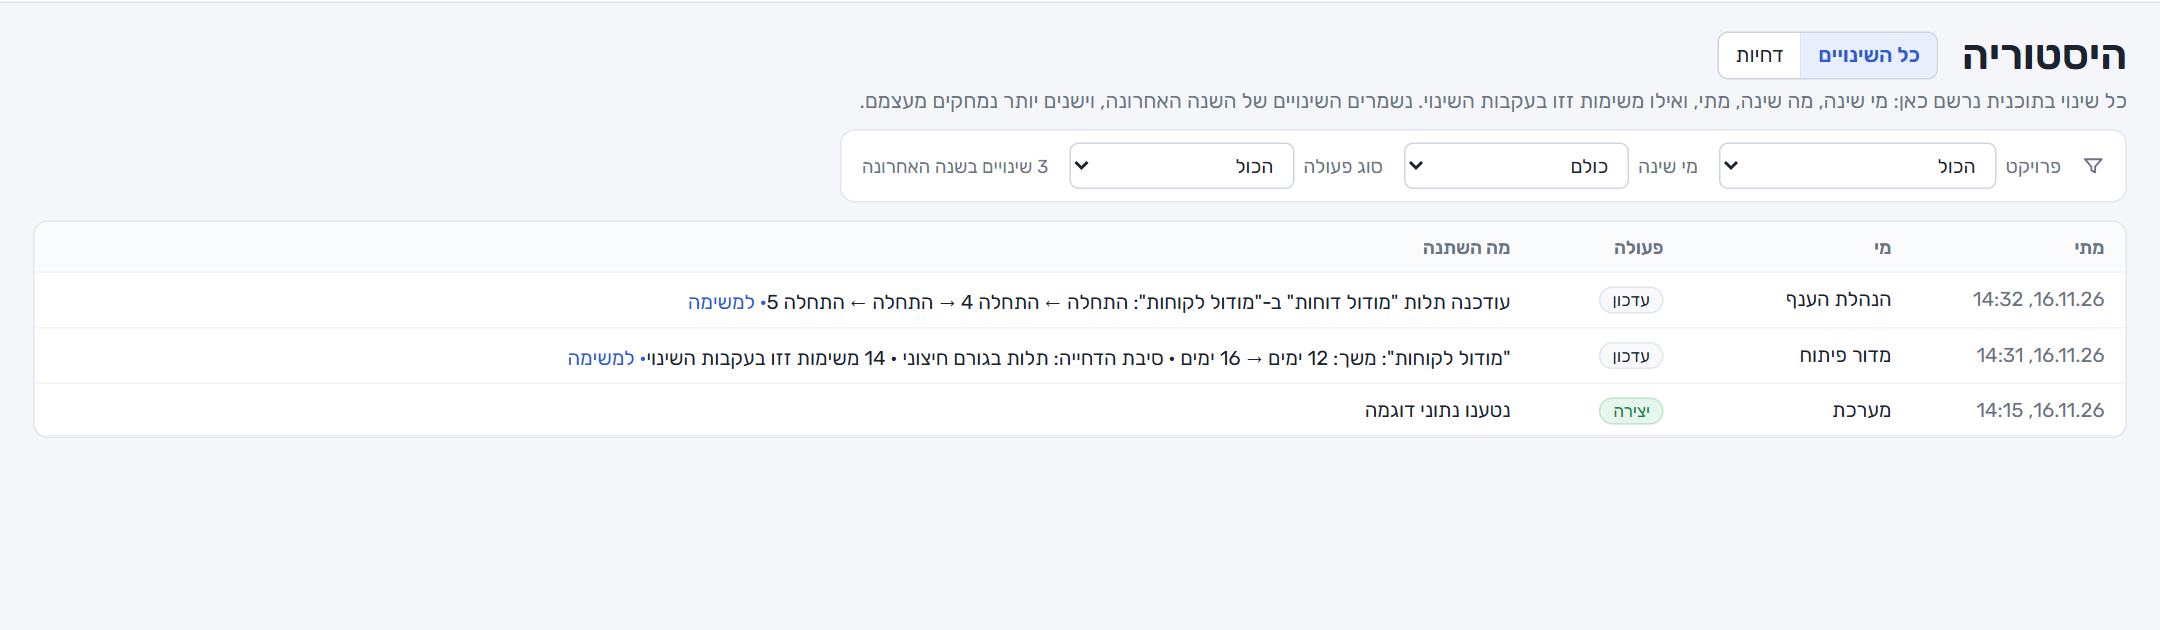 היסטוריה
כל השינויים
דחיות
כל שינוי בתוכנית נרשם כאן: מי שינה, מה שינה, מתי, ואילו משימות זזו בעקבות השינוי. נשמרים השינויים של השנה האחרונה, וישנים יותר נמחקים מעצמם.
פרויקט הכול מי שינה כולם סוג פעולה הכול 3 שינויים בשנה האחרונה
מתי מי פעולה מה השתנה
16.11.26, 14:32 הנהלת הענף עדכון עודכנה תלות "מודול דוחות" ב-"מודול לקוחות": התחלה ← התחלה 4 → התחלה ← התחלה 5 • למשימה
16.11.26, 14:31 מדור פיתוח עדכון "מודול לקוחות": משך: 12 ימים → 16 ימים • סיבת הדחייה: תלות בגורם חיצוני • 14 משימות זזו בעקבות השינוי • למשימה
16.11.26, 14:15 מערכת יצירה נטענו נתוני דוגמה